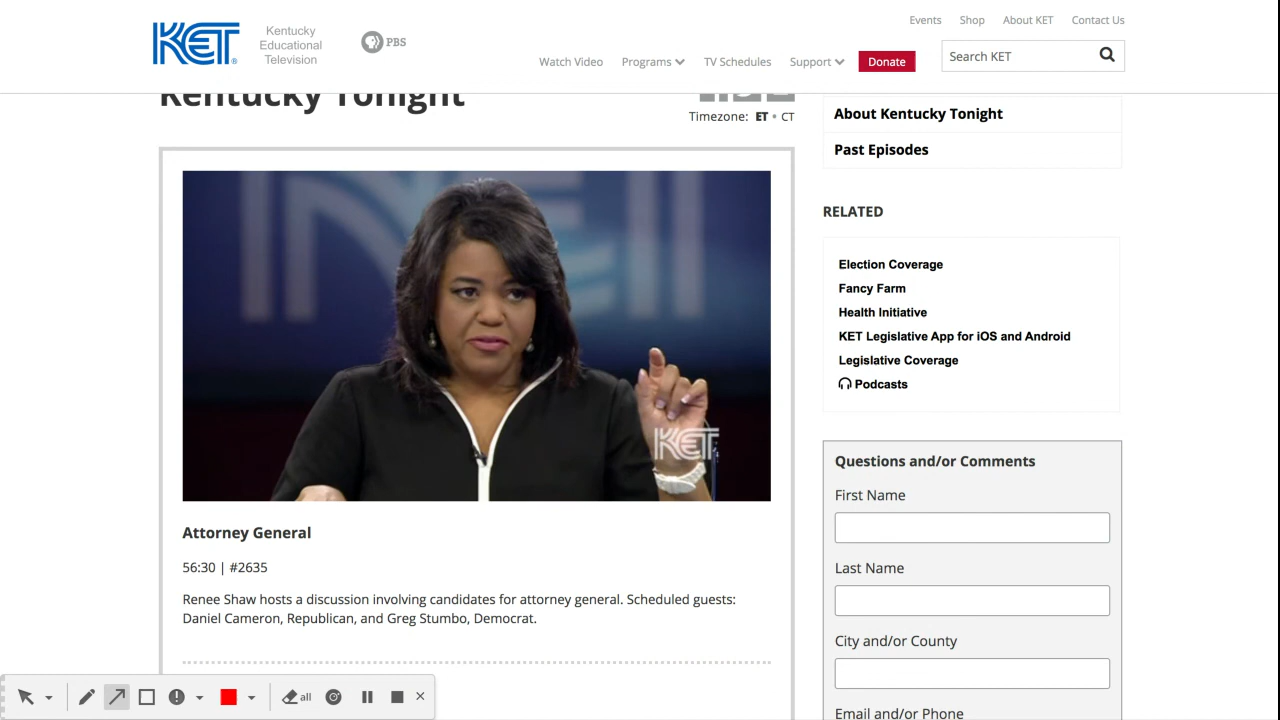 Events Shop About KET Contact Us
KET
Kentucky
Educational
Television
PBS
Watch Video Programs TV Schedules Support Donate
Search KET
Kentucky Tonight
Timezone: ET • CT
About Kentucky Tonight
Past Episodes
RELATED
Election Coverage
Fancy Farm
Health Initiative
KET Legislative App for iOS and Android
Legislative Coverage
Podcasts
KET
Attorney General
56:30 | #2635
Renee Shaw hosts a discussion involving candidates for attorney general. Scheduled guests:
Daniel Cameron, Republican, and Greg Stumbo, Democrat.
Questions and/or Comments
First Name
Last Name
City and/or County
Email and/or Phone
all